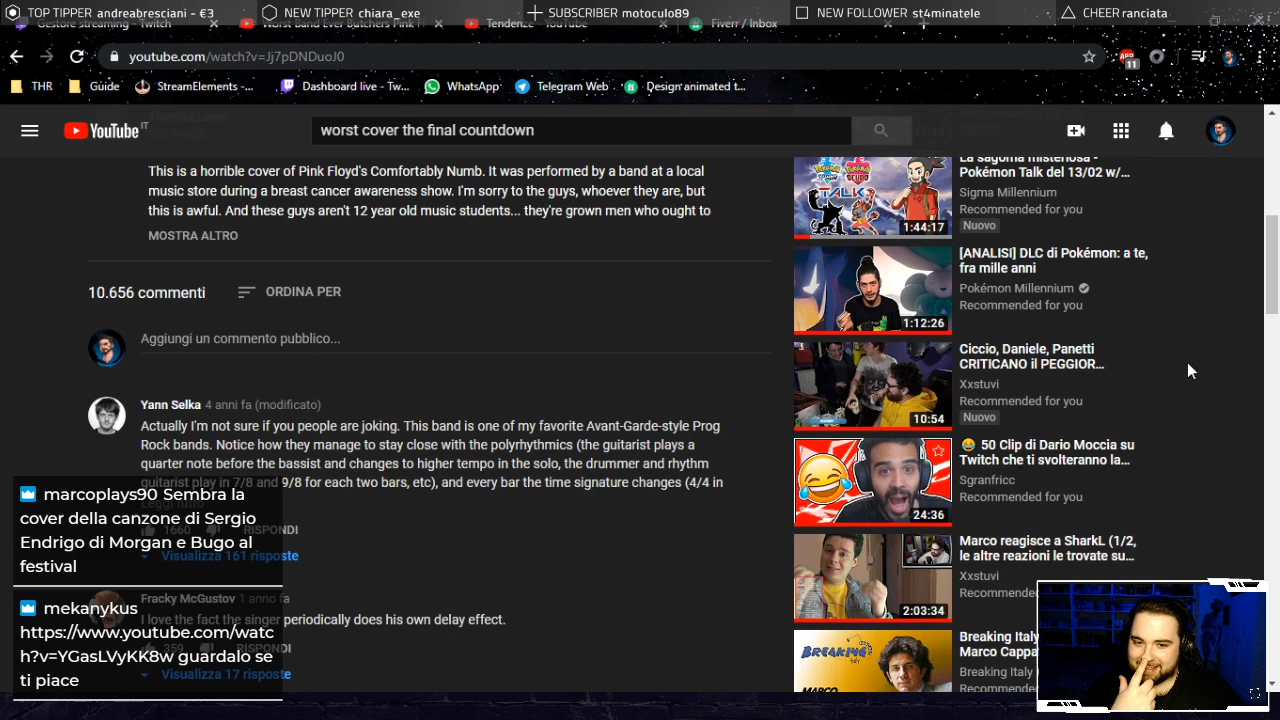 TOP TIPPER andreabresciani - €3
NEW TIPPER chiara_exe
SUBSCRIBER motoculo89
NEW FOLLOWER st4minatele
CHEER ranciata
Gestore streaming - Twitch
Worst Band Ever Butchers Pink F
Tendenze - YouTube
Fiverr / Inbox
youtube.com/watch?v=Jj7pDNDuoJ0
11
THR
Guide
StreamElements -...
Dashboard live - Tw...
WhatsApp
Telegram Web
Design animated t...
YouTube IT
worst cover the final countdown
This is a horrible cover of Pink Floyd's Comfortably Numb. It was performed by a band at a local
music store during a breast cancer awareness show. I'm sorry to the guys, whoever they are, but
this is awful. And these guys aren't 12 year old music students... they're grown men who ought to
MOSTRA ALTRO
10.656 commenti
ORDINA PER
Aggiungi un commento pubblico...
Yann Selka 4 anni fa (modificato)
Actually i'm not sure if you people are joking. This band is one of my favorite Avant-Garde-style Prog
Rock bands. Notice how they manage to stay close with the polyrhythmics (the guitarist plays a
quarter note before the bassist and changes to higher tempo in the solo, the drummer and rhythm
guitarist play in 7/8 and 9/8 for each two bars, etc), and every bar the time signature changes (4/4 in
Leggi tutto
1660
RISPONDI
Visualizza 161 risposte
Fracky McGustov 1 anno fa
I love the fact the singer periodically does his own delay effect.
359
RISPONDI
Visualizza 17 risposte
marcoplays90 Sembra la
cover della canzone di Sergio
Endrigo di Morgan e Bugo al
festival
mekanykus
https://www.youtube.com/watc
h?v=YGasLVyKK8w guardalo se
ti piace
TALK
1:44:17
La sagoma misteriosa -
Pokémon Talk del 13/02 w/...
Sigma Millennium
Recommended for you
Nuovo
1:12:26
[ANALISI] DLC di Pokémon: a te,
fra mille anni
Pokémon Millennium
Recommended for you
10:54
Ciccio, Daniele, Panetti
CRITICANO il PEGGIOR...
Xxstuvi
Recommended for you
Nuovo
24:36
50 Clip di Dario Moccia su
Twitch che ti svolteranno la...
Sgranfricc
Recommended for you
2:03:34
Marco reagisce a SharkL (1/2,
le altre reazioni le trovate su...
Xxstuvi
Recommended
BREAKING
Italy
MARCO
Breaking Italy
Marco Cappa
Breaking Italy
Recommended